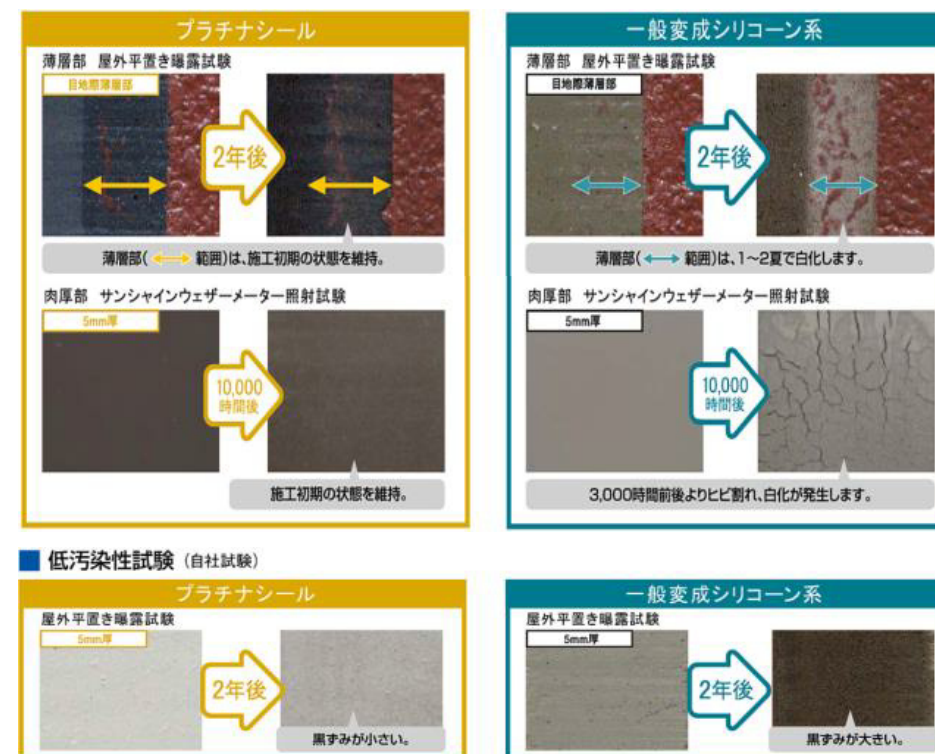 プラチナシール
薄層部 屋外平置き曝露試験
目地際薄層部
2年後
薄層部( 範囲)は、施工初期の状態を維持。
肉厚部 サンシャインウェザーメーター照射試験
5mm厚
10,000
時間後
施工初期の状態を維持。
一般変成シリコーン系
薄層部 屋外平置き曝露試験
目地際薄層部
2年後
薄層部( 範囲)は、1〜2夏で白化します。
肉厚部 サンシャインウェザーメーター照射試験
5mm厚
10,000
時間後
3,000時間前後よりヒビ割れ、白化が発生します。
低汚染性試験(自社試験)
プラチナシール
屋外平置き曝露試験
5mm厚
2年後
黒ずみが小さい。
一般変成シリコーン系
屋外平置き曝露試験
5mm厚
2年後
黒ずみが大きい。